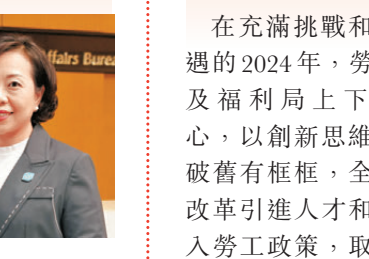 ffairs Burea
在充滿挑戰和
遇的2024年，勞
及福利局上下
心，以創新思維
破舊有框框，全
改革引進人才和
入勞工政策，取